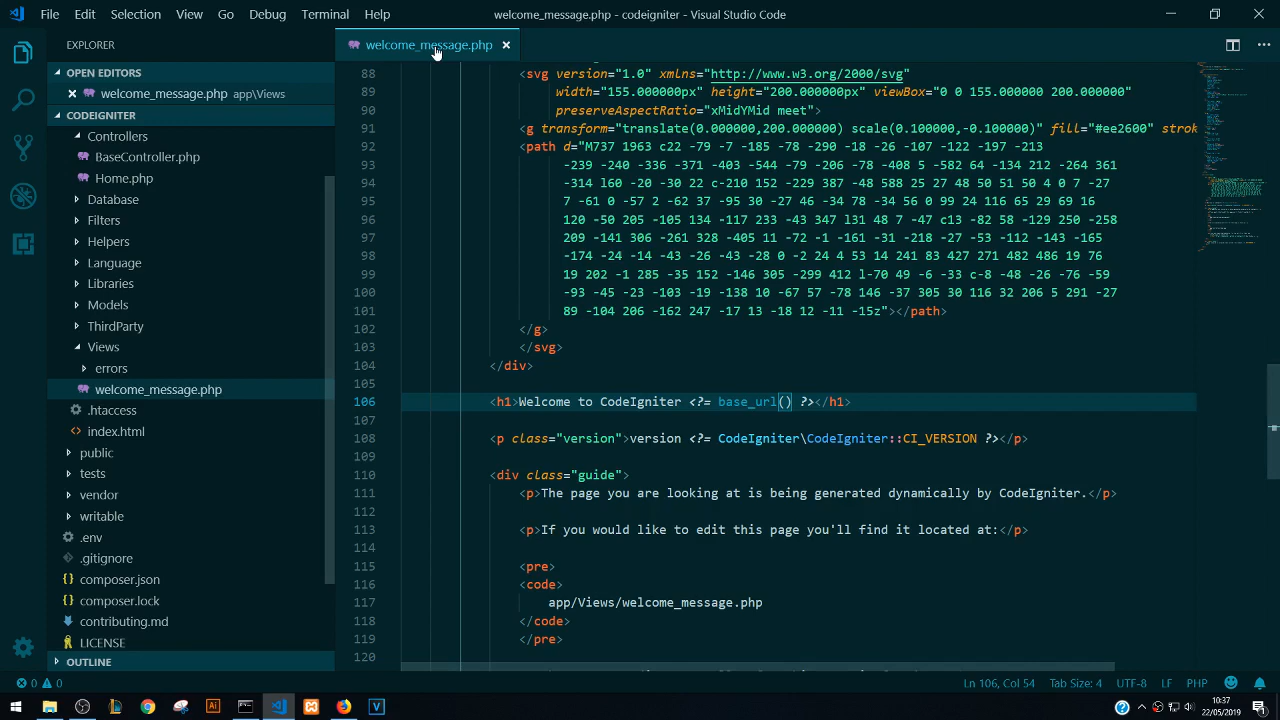 File Edit Selection View Go Debug Terminal Help welcome_message.php - codeigniter - Visual Studio Code
EXPLORER
OPEN EDITORS
welcome_message.php app\Views
CODEIGNITER
Controllers
BaseController.php
Home.php
Database
Filters
Helpers
Language
Libraries
Models
ThirdParty
Views
errors
welcome_message.php
.htaccess
index.html
public
tests
vendor
writable
.env
.gitignore
composer.json
composer.lock
contributing.md
LICENSE
OUTLINE
welcome_message.php
88 <svg version="1.0" xmlns="http://www.w3.org/2000/svg"
89 width="155.000000px" height="200.000000px" viewBox="0 0 155.000000 200.000000"
90 preserveAspectRatio="xMidYMid meet">
91 <g transform="translate(0.000000,200.000000) scale(0.100000,-0.100000)" fill="#ee2600" strok
92 <path d="M737 1963 c22 -79 -7 -185 -78 -290 -18 -26 -107 -122 -197 -213
93 -239 -240 -336 -371 -403 -544 -79 -206 -78 -408 5 -582 64 -134 212 -264 361
94 -314 160 -20 -30 22 c-210 152 -229 387 -48 588 25 27 48 50 51 50 4 0 7 -27
95 7 -61 0 -57 2 -62 37 -95 30 -27 46 -34 78 -34 56 0 99 24 116 65 29 69 16
96 120 -50 205 -105 134 -117 233 -43 347 l31 48 7 -47 c13 -82 58 -129 250 -258
97 209 -141 306 -261 328 -405 11 -72 -1 -161 -31 -218 -27 -53 -112 -143 -165
98 -174 -24 -14 -43 -26 -43 -28 0 -2 24 4 53 14 241 83 427 271 482 486 19 76
99 19 202 -1 285 -35 152 -146 305 -299 412 l-70 49 -6 -33 c-8 -48 -26 -76 -59
100 -93 -45 -23 -103 -19 -138 10 -67 57 -78 146 -37 305 30 116 32 206 5 291 -27
101 89 -104 206 -162 247 -17 13 -18 12 -11 -15z"></path>
102 </g>
103 </svg>
104 </div>
105
106 <h1>Welcome to CodeIgniter <?= base_url() ?></h1>
107
108 <p class="version">version <?= CodeIgniter\CodeIgniter::CI_VERSION ?></p>
109
110 <div class="guide">
111 <p>The page you are looking at is being generated dynamically by CodeIgniter.</p>
112
113 <p>If you would like to edit this page you'll find it located at:</p>
114
115 <pre>
116 <code>
117 app/Views/welcome_message.php
118 </code>
119 </pre>
120
0 0 Ln 106, Col 54 Tab Size: 4 UTF-8 LF PHP
10:37
22/05/2019